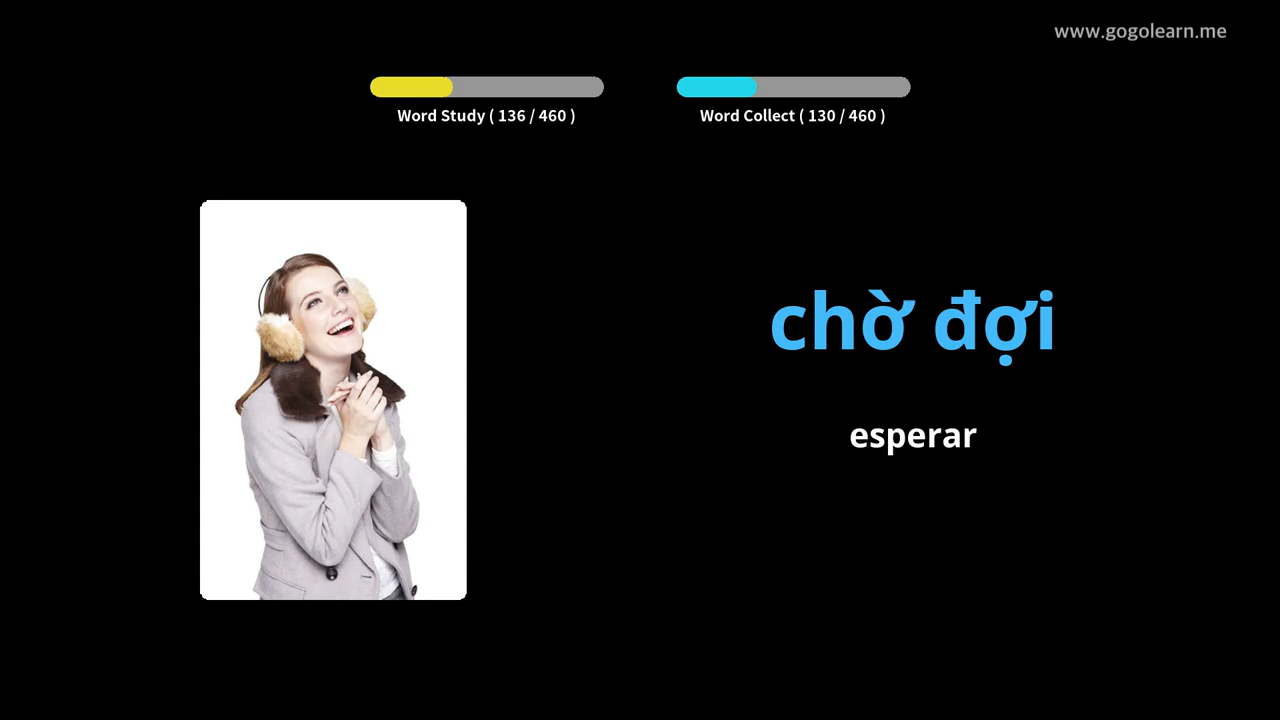 www.gogolearn.me
Word Study ( 136 / 460 )
Word Collect ( 130 / 460 )
chờ đợi
esperar